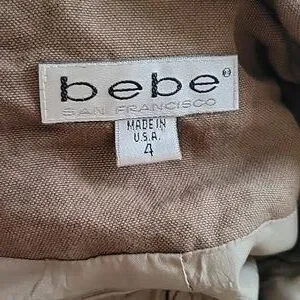 bebe®
SAN FRANCISCO
MADE IN
U.S.A.
4